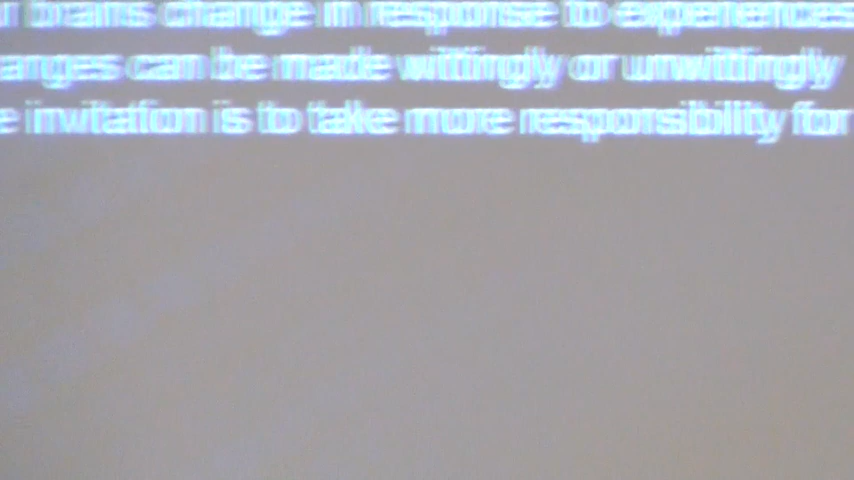 r brains change in response to experiences
anges can be made wittingly or unwittingly
e invitation is to take more responsibility for